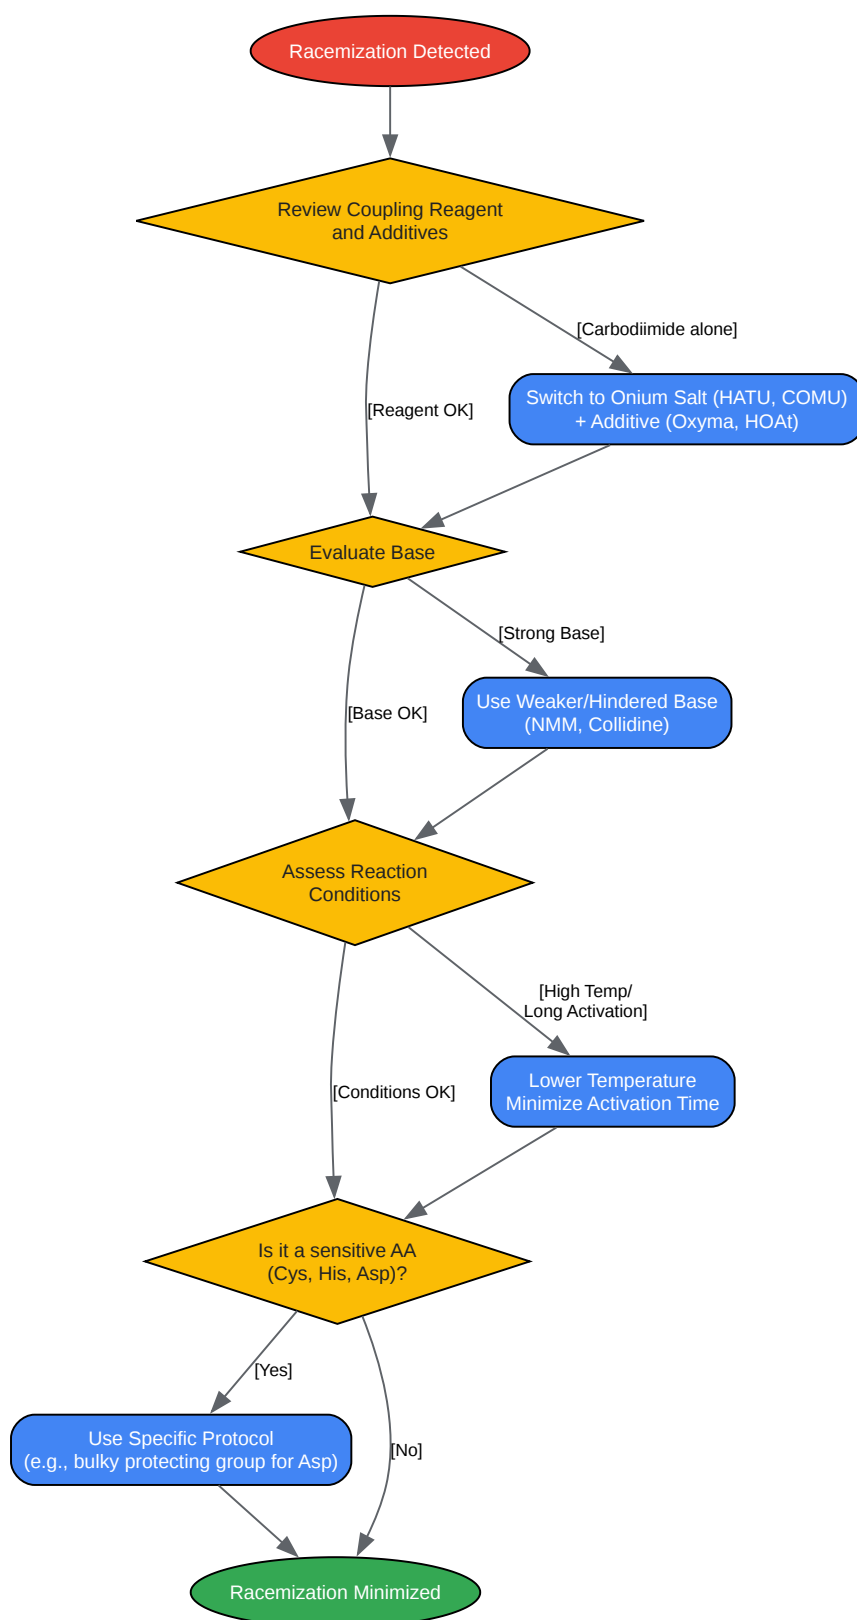 Racemization Detected
Review Coupling Reagent
and Additives
[Carbodiimide alone]
Switch to Onium Salt (HATU, COMU)
+ Additive (Oxyma, HOAt)
[Reagent OK]
Evaluate Base
[Strong Base]
Use Weaker/Hindered Base
(NMM, Collidine)
[Base OK]
Assess Reaction
Conditions
[High Temp/
Long Activation]
Lower Temperature
Minimize Activation Time
[Conditions OK]
Is it a sensitive AA
(Cys, His, Asp)?
[Yes]
Use Specific Protocol
(e.g., bulky protecting group for Asp)
[No]
Racemization Minimized